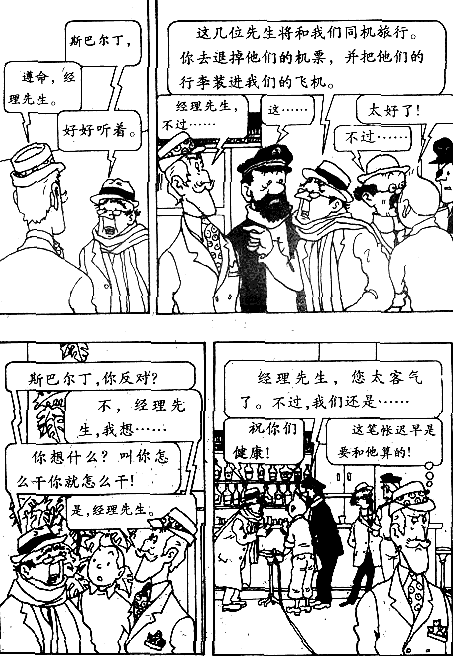 斯巴尔丁，
遵命，经
理先生。
好好听着。
这几位先生将和我们同机旅行。
你去退掉他们的机票，并把他们的
行李装进我们的飞机。
经理先生，
不过……
这……
太好了！
不过……
斯巴尔丁，你反对？
不，经理先
生，我想……
你想什么？叫你怎
么干你就怎么干！
是，经理先生。
经理先生，您太客气
了。不过，我们还是……
祝你们
健康！
这笔帐迟早是
要和他算的！